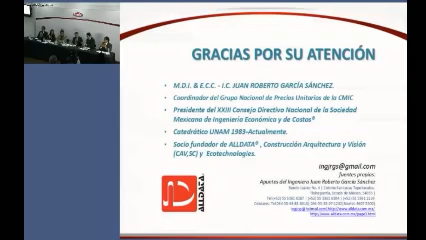 GRACIAS POR SU ATENCIÓN
• M.D.I. & E.C.C. - I.C. JUAN ROBERTO GARCÍA SÁNCHEZ.
• Coordinador del Grupo Nacional de Precios Unitarios de la CMIC
• Presidente del XXIII Consejo Directivo Nacional de la Sociedad
Mexicana de Ingeniería Económica y de Costos®
• Catedrático UNAM 1983-Actualmente.
• Socio fundador de ALLDATA®, Construcción Arquitectura y Visión
(CAV,SC) y Ecotechnologies.
ingjrgs@gmail.com
fuentes propias:
Apuntes del Ingeniero Juan Roberto García Sánchez
ALLDATA